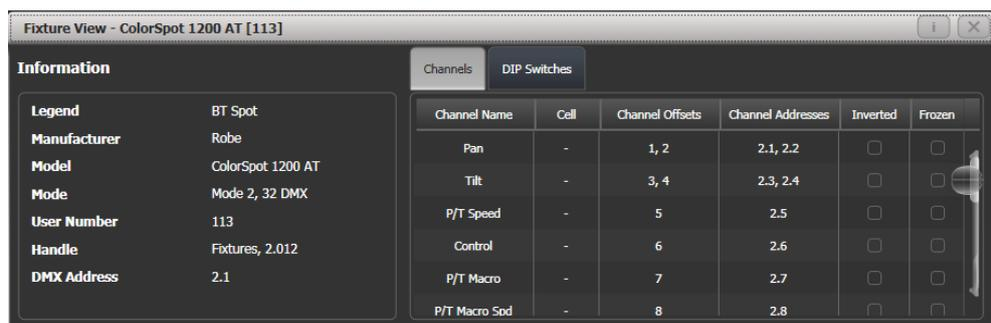 Fixture View - ColorSpot 1200 AT [113] i
Information
Legend BT Spot
Manufacturer Robe
Model ColorSpot 1200 AT
Mode Mode 2, 32 DMX
User Number 113
Handle Fixtures, 2.012
DMX Address 2.1
Channels DIP Switches
Channel Name Cell Channel Offsets Channel Addresses Inverted Frozen
Pan - 1, 2 2.1, 2.2
Tilt - 3, 4 2.3, 2.4
P/T Speed - 5 2.5
Control - 6 2.6
P/T Macro - 7 2.7
P/T Macro Spd - 8 2.8